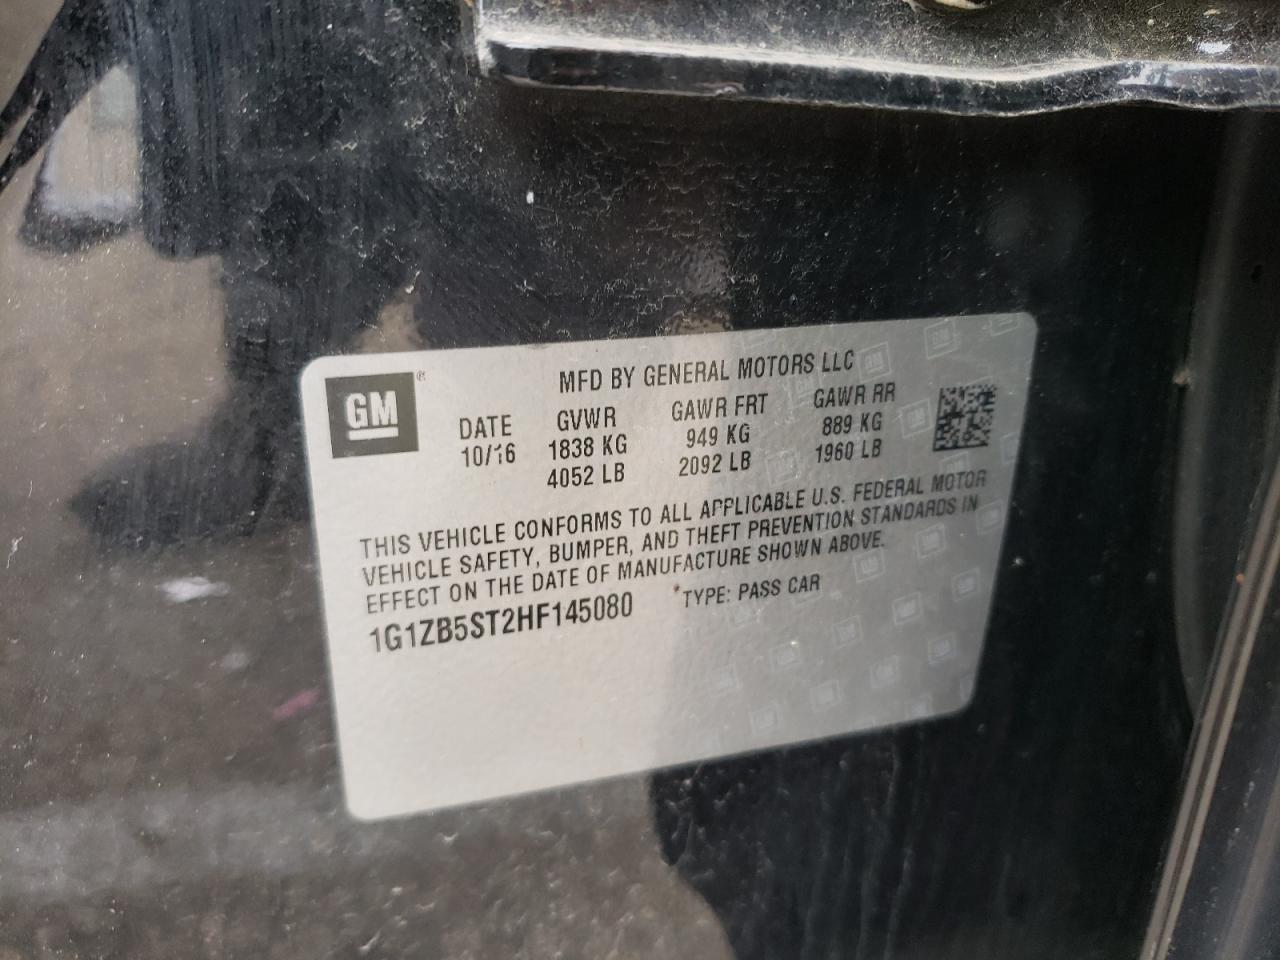 GM ®
MFD BY GENERAL MOTORS LLC
DATE GVWR GAWR FRT GAWR RR
10/16 1838 KG 949 KG 889 KG
4052 LB 2092 LB 1960 LB
THIS VEHICLE CONFORMS TO ALL APPLICABLE U.S. FEDERAL MOTOR
VEHICLE SAFETY, BUMPER, AND THEFT PREVENTION STANDARDS IN
EFFECT ON THE DATE OF MANUFACTURE SHOWN ABOVE.
1G1ZB5ST2HF145080 TYPE: PASS CAR